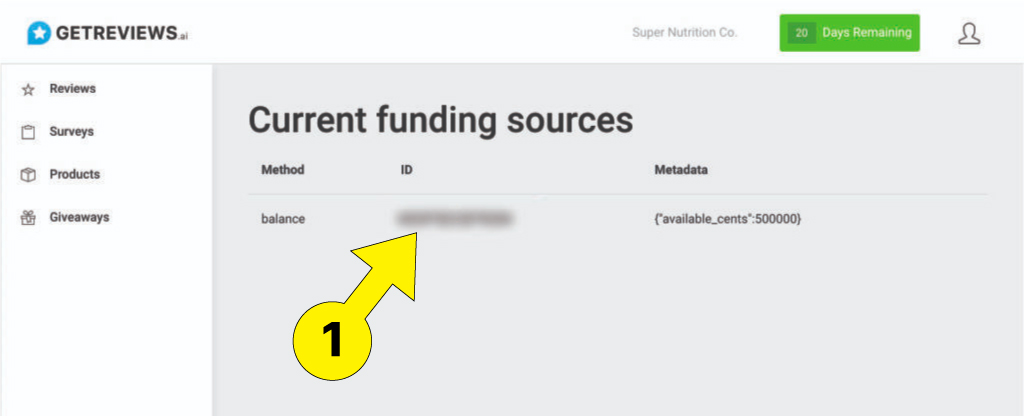 GETREVIEWS.ai
Super Nutrition Co.
20 Days Remaining
Reviews
Surveys
Products
Giveaways
Current funding sources
Method ID Metadata
balance {"available_cents":500000}
1